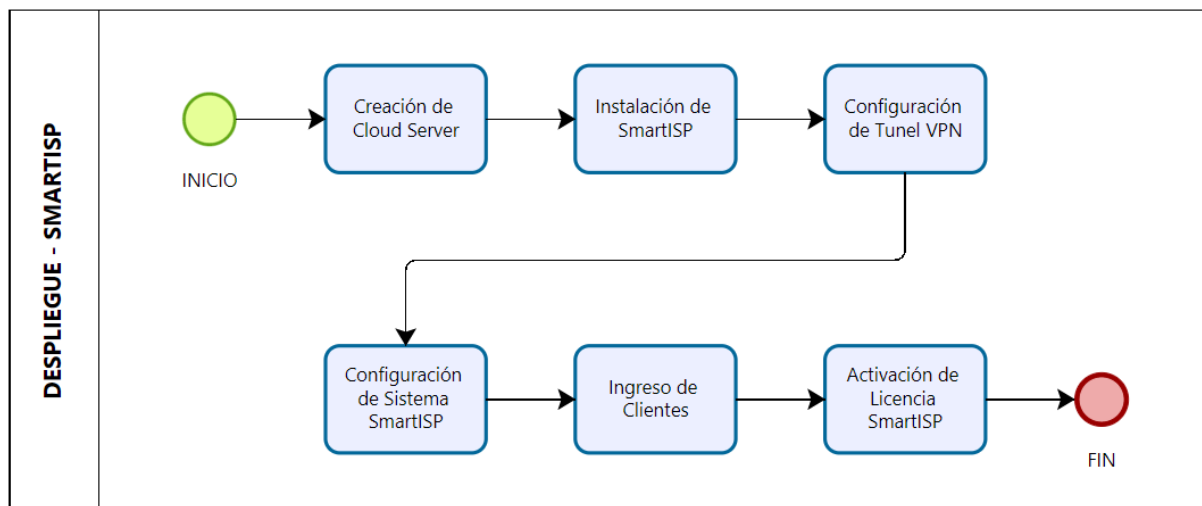 DESPLIEGUE - SMARTISP
INICIO
Creación de
Cloud Server
Instalación de
SmartISP
Configuración
de Tunel VPN
Configuración
de Sistema
SmartISP
Ingreso de
Clientes
Activación de
Licencia
SmartISP
FIN